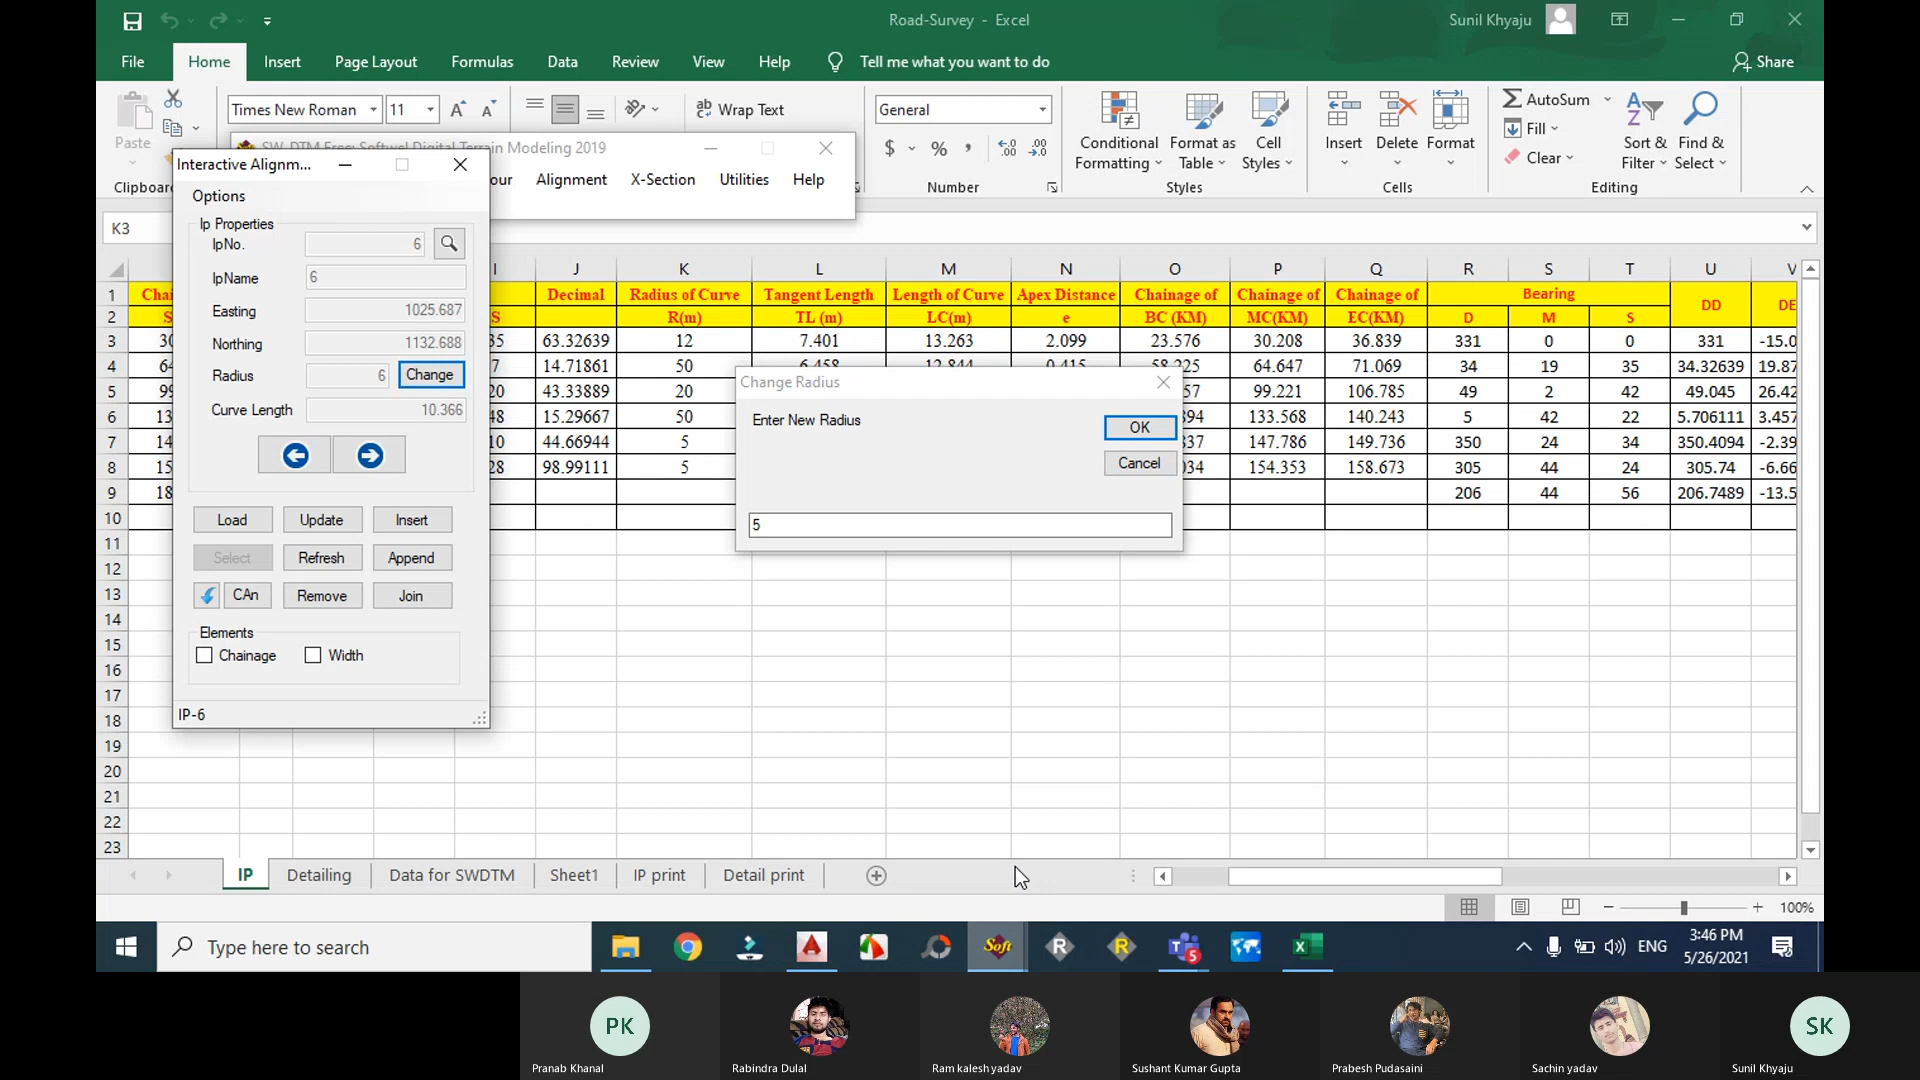 Road-Survey - Excel
Sunil Khyaju
File Home Insert Page Layout Formulas Data Review View Help Tell me what you want to do Share
Times New Roman 11 Wrap Text General
Paste
Clipboard
$ % ,
Number
Conditional Formatting
Format as Table
Cell Styles
Styles
Insert Delete Format
Cells
AutoSum
Fill
Clear
Sort & Filter
Find & Select
Editing
SW_DTM Free: Softwel Digital Terrain Modeling 2019
our Alignment X-Section Utilities Help
K3
Interactive Alignm...
Options
Ip Properties
IpNo. 6
IpName 6
Easting 1025.687
Northing 1132.688
Radius 6 Change
Curve Length 10.366
Load Update Insert
Select Refresh Append
CAn Remove Join
Elements
Chainage Width
IP-6
I J K L M N O P Q R S T U V
1 Chai Decimal Radius of Curve Tangent Length Length of Curve Apex Distance Chainage of Chainage of Chainage of Bearing DD DE
2 S S R(m) TL (m) LC(m) e BC (KM) MC(KM) EC(KM) D M S
3 30 35 63.32639 12 7.401 13.263 2.099 23.575 30.208 36.839 331 0 0 331 -15.0
4 64 7 14.71861 50 6.458 12.844 0.415 58.225 64.647 71.069 34 19 35 34.32639 19.87
5 99 20 43.33889 20 57 99.221 106.785 49 2 42 49.045 26.42
6 13 48 15.29667 50 894 133.568 140.243 5 42 22 5.706111 3.457
7 14 10 44.66944 5 837 147.786 149.736 350 24 34 350.4094 -2.39
8 15 28 98.99111 5 034 154.353 158.673 305 44 24 305.74 -6.66
9 18 206 44 56 206.7489 -13.5
10
11
12
13
14
15
16
17
18
19
20
21
22
23
Change Radius
Enter New Radius
OK
Cancel
5
IP Detailing Data for SWDTM Sheet1 IP print Detail print
100%
Type here to search
Soft
ENG
3:46 PM
5/26/2021
PK
SK
Pranab Khanal
Rabindra Dulal
Ram kalesh yadav
Sushant Kumar Gupta
Prabesh Pudasaini
Sachin yadav
Sunil Khyaju